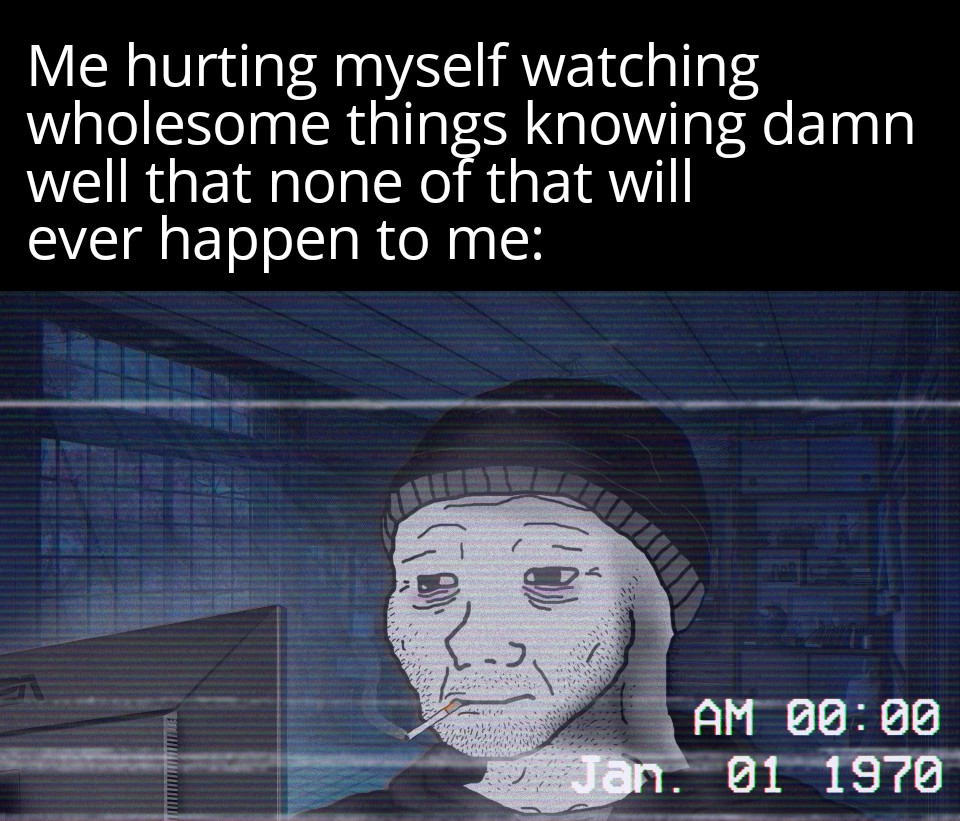 Me hurting myself watching
wholesome things knowing damn
well that none of that will
ever happen to me:
AM 00:00
Jan. 01 1970